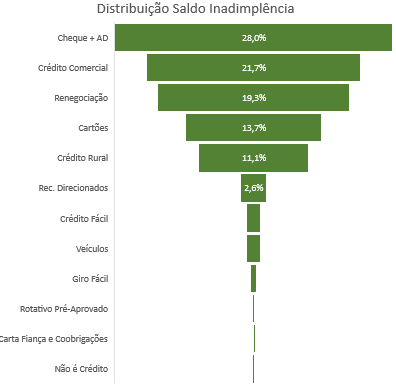 Distribuição Saldo Inadimplência
Cheque + AD 28,0%
Crédito Comercial 21,7%
Renegociação 19,3%
Cartões 13,7%
Crédito Rural 11,1%
Rec. Direcionados 2,6%
Crédito Fácil
Veículos
Giro Fácil
Rotativo Pré-Aprovado
Carta Fiança e Coobrigações
Não é Crédito